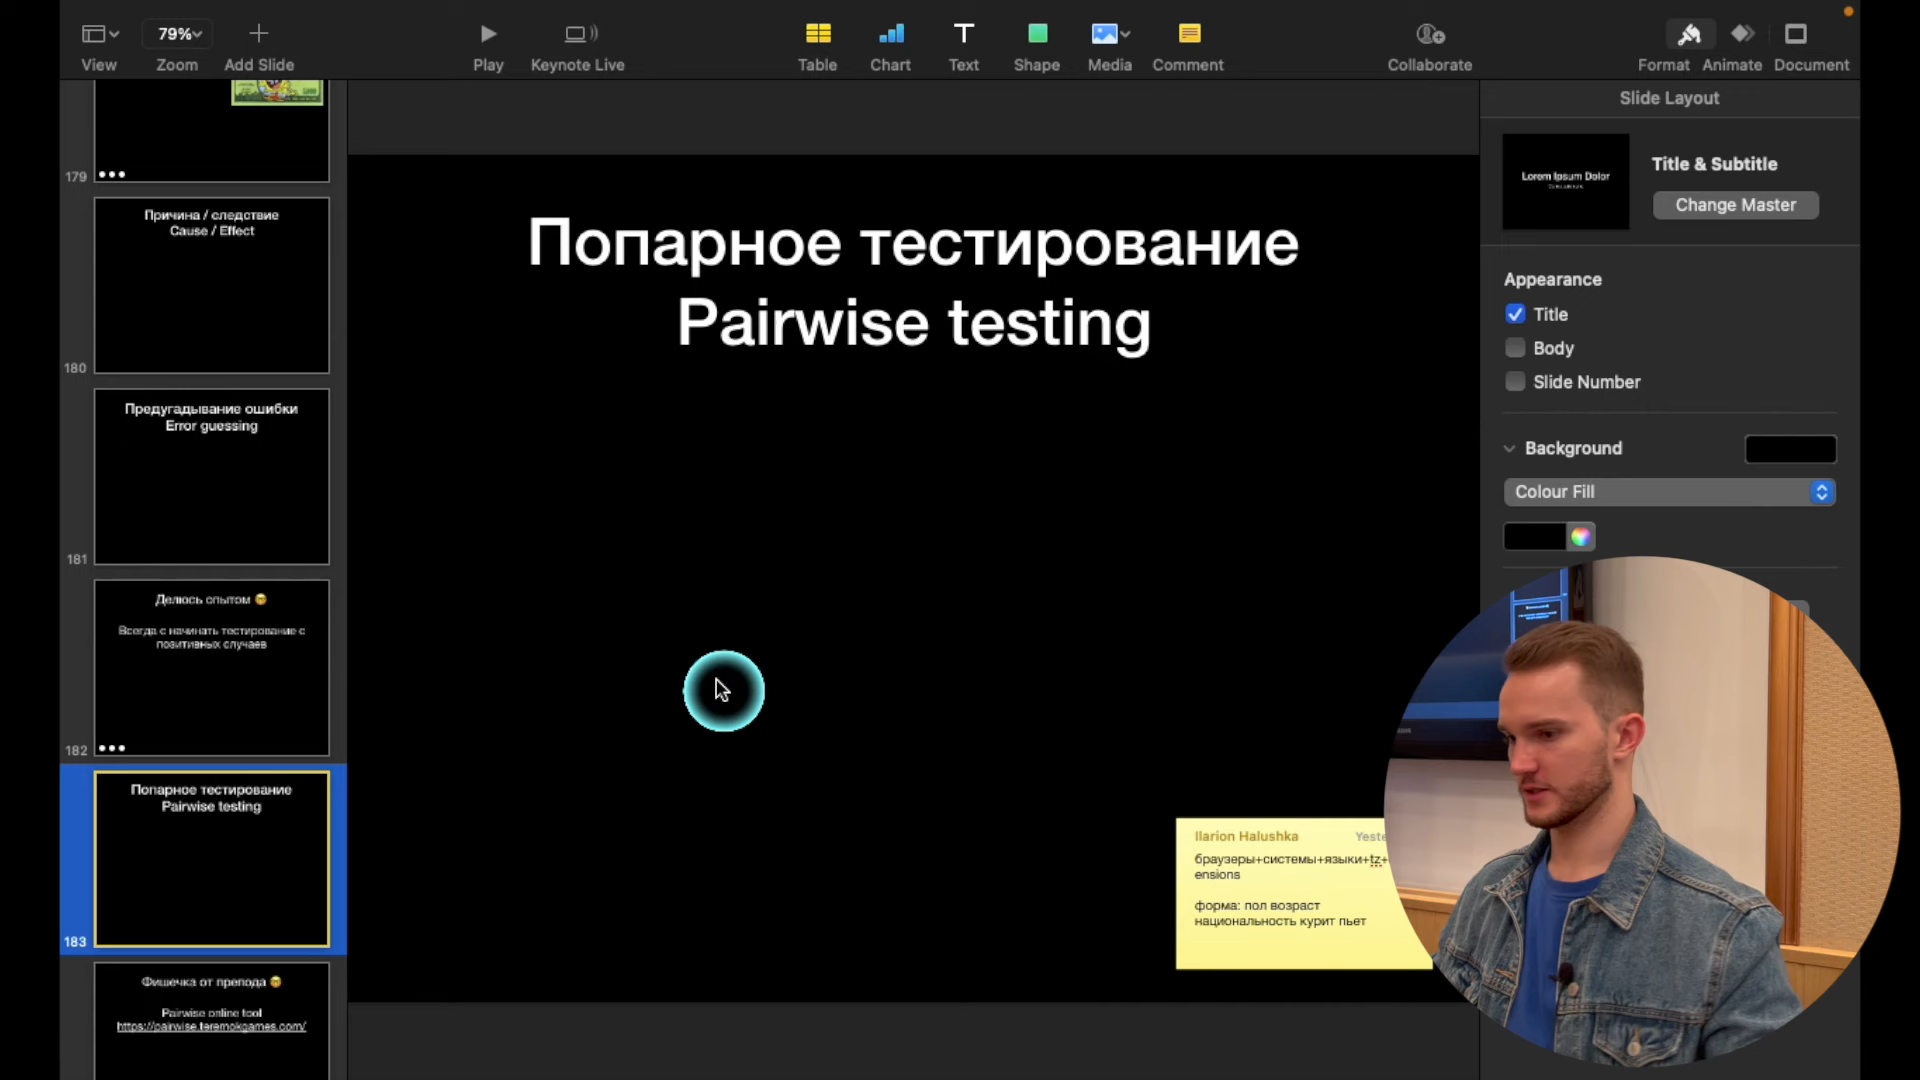 79%
View
Zoom
Add Slide
Play
Keynote Live
Table
Chart
Text
Shape
Media
Comment
Collaborate
Format
Animate
Document
179
Причина / следствие
Cause / Effect
180
Предугадывание ошибки
Error guessing
181
Делюсь опытом
Всегда с начинать тестирование с
позитивных случаев
182
Попарное тестирование
Pairwise testing
183
Фишечка от препода
Pairwise online tool
https://pairwise.teremokgames.com/
Попарное тестирование
Pairwise testing
Ilarion Halushka
Yeste
браузеры+системы+языки+tz+
ensions
форма: пол возраст
национальность курит пьет
Slide Layout
Lorem Ipsum Dolor
Title & Subtitle
Change Master
Appearance
Title
Body
Slide Number
Background
Colour Fill